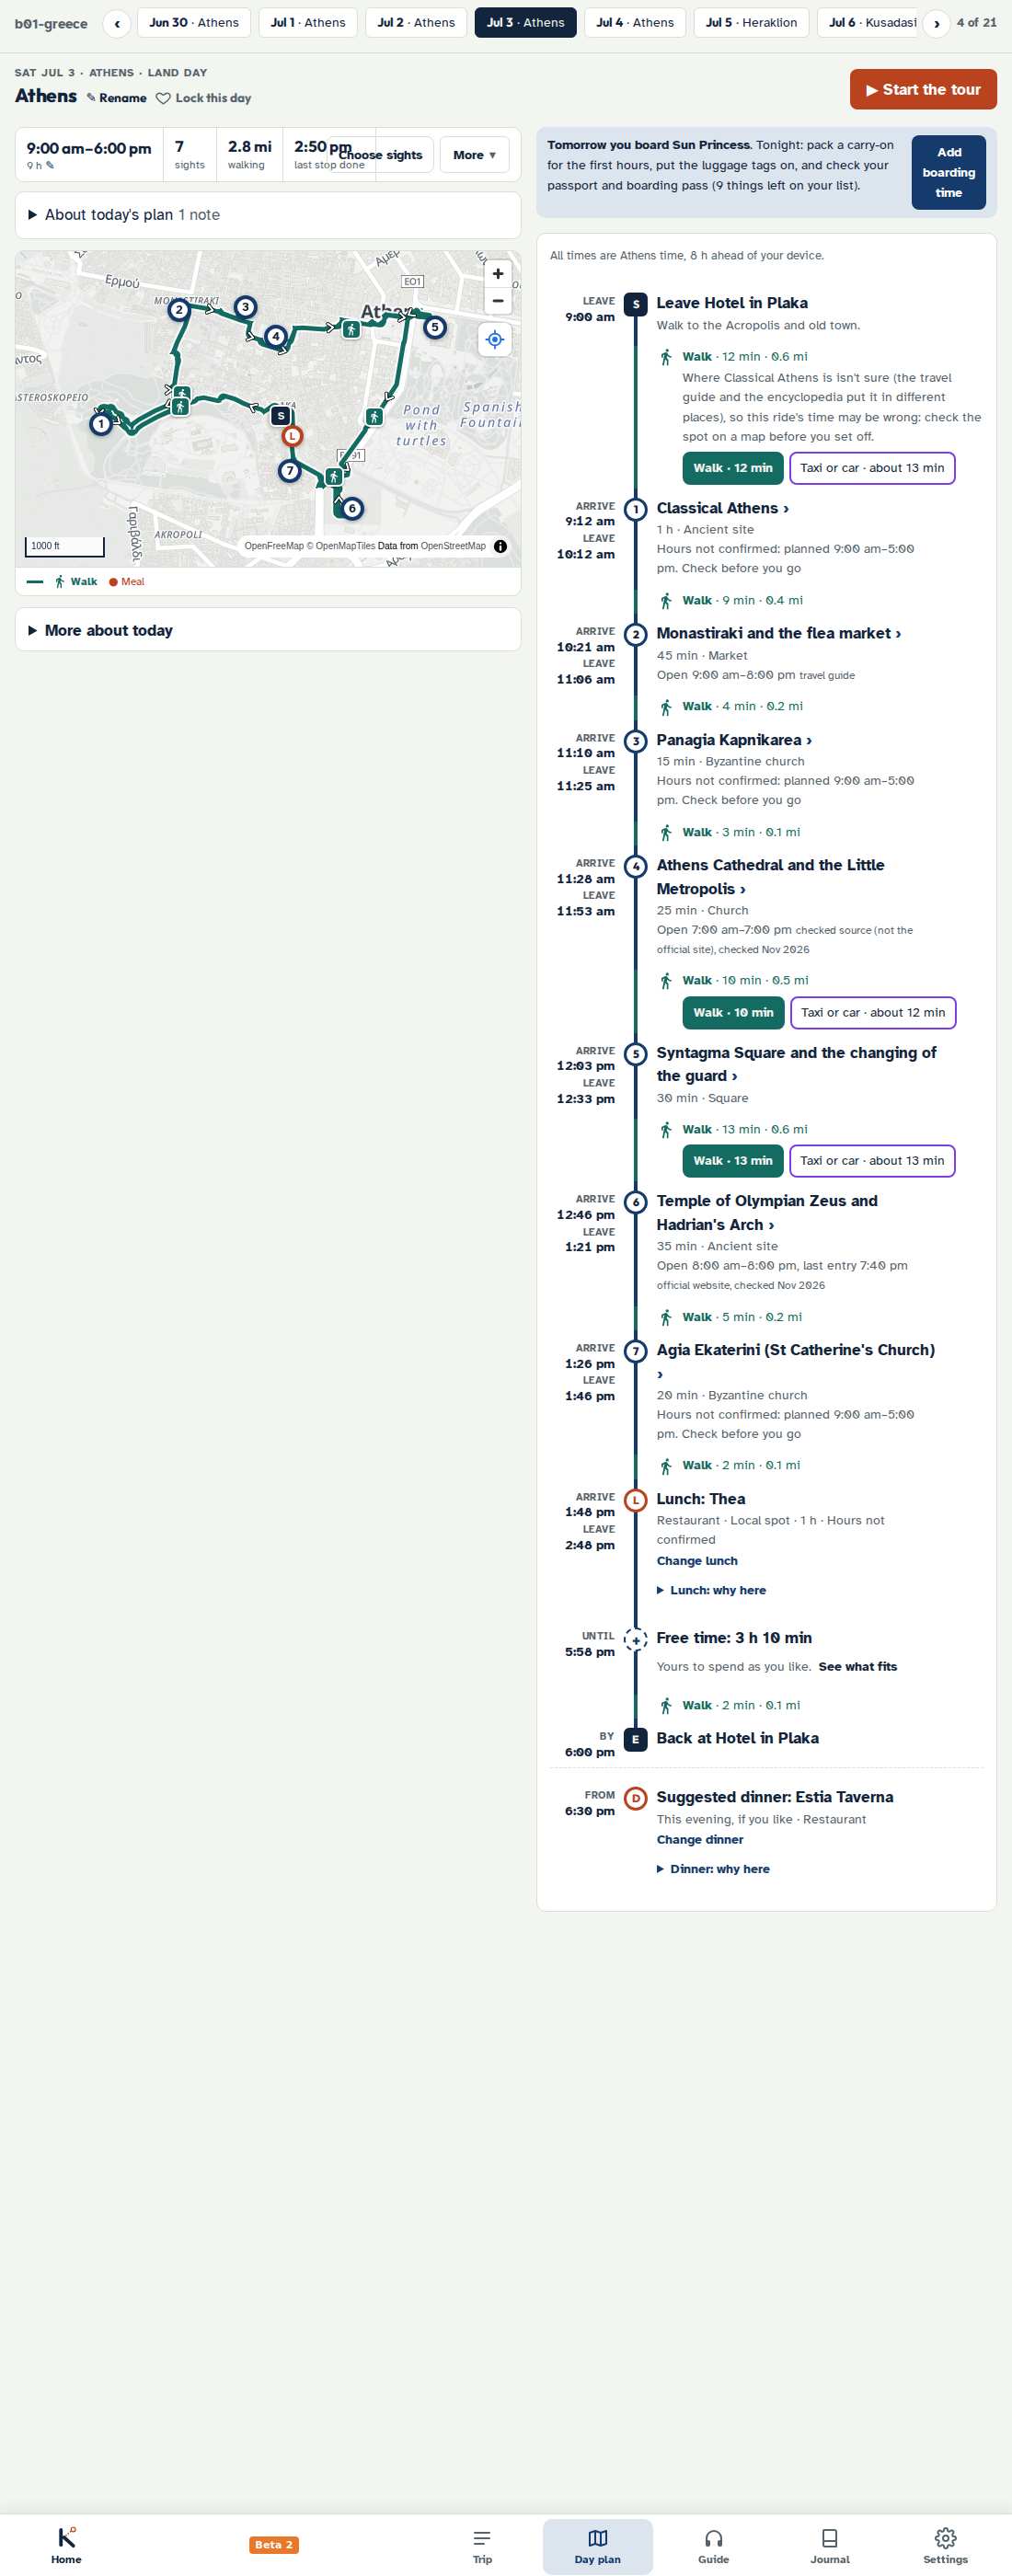 b01-greece
‹
Jun 30 · Athens
Jul 1 · Athens
Jul 2 · Athens
Jul 3 · Athens
Jul 4 · Athens
Jul 5 · Heraklion
Jul 6 · Kusadasi
›
4 of 21
SAT JUL 3 · ATHENS · LAND DAY
Athens ✎ Rename Lock this day
▶ Start the tour
9:00 am–6:00 pm
9 h ✎
7
sights
2.8 mi
walking
2:50 pm
last stop done
Choose sights
More ▼
▶ About today's plan 1 note
Ερμού
MONASTIRAKI
EO1
ASTEROSKOPEIO
Pond
with
turtles
Spanish
Fountain
Γαριβάλδι
AKROPOLI
1
2
3
4
5
S
L
7
6
+
−
1000 ft
OpenFreeMap © OpenMapTiles Data from OpenStreetMap
Walk
Meal
▶ More about today
Tomorrow you board Sun Princess. Tonight: pack a carry-on
for the first hours, put the luggage tags on, and check your
passport and boarding pass (9 things left on your list).
Add
boarding
time
All times are Athens time, 8 h ahead of your device.
LEAVE
9:00 am
S
Leave Hotel in Plaka
Walk to the Acropolis and old town.
Walk · 12 min · 0.6 mi
Where Classical Athens is isn't sure (the travel
guide and the encyclopedia put it in different
places), so this ride's time may be wrong: check the
spot on a map before you set off.
Walk · 12 min
Taxi or car · about 13 min
ARRIVE
9:12 am
LEAVE
10:12 am
1
Classical Athens ›
1 h · Ancient site
Hours not confirmed: planned 9:00 am–5:00
pm. Check before you go
Walk · 9 min · 0.4 mi
ARRIVE
10:21 am
LEAVE
11:06 am
2
Monastiraki and the flea market ›
45 min · Market
Open 9:00 am–8:00 pm travel guide
Walk · 4 min · 0.2 mi
ARRIVE
11:10 am
LEAVE
11:25 am
3
Panagia Kapnikarea ›
15 min · Byzantine church
Hours not confirmed: planned 9:00 am–5:00
pm. Check before you go
Walk · 3 min · 0.1 mi
ARRIVE
11:28 am
LEAVE
11:53 am
4
Athens Cathedral and the Little
Metropolis ›
25 min · Church
Open 7:00 am–7:00 pm checked source (not the
official site), checked Nov 2026
Walk · 10 min · 0.5 mi
Walk · 10 min
Taxi or car · about 12 min
ARRIVE
12:03 pm
LEAVE
12:33 pm
5
Syntagma Square and the changing of
the guard ›
30 min · Square
Walk · 13 min · 0.6 mi
Walk · 13 min
Taxi or car · about 13 min
ARRIVE
12:46 pm
LEAVE
1:21 pm
6
Temple of Olympian Zeus and
Hadrian's Arch ›
35 min · Ancient site
Open 8:00 am–8:00 pm, last entry 7:40 pm
official website, checked Nov 2026
Walk · 5 min · 0.2 mi
ARRIVE
1:26 pm
LEAVE
1:46 pm
7
Agia Ekaterini (St Catherine's Church)
›
20 min · Byzantine church
Hours not confirmed: planned 9:00 am–5:00
pm. Check before you go
Walk · 2 min · 0.1 mi
ARRIVE
1:48 pm
LEAVE
2:48 pm
L
Lunch: Thea
Restaurant · Local spot · 1 h · Hours not
confirmed
Change lunch
▶ Lunch: why here
UNTIL
5:58 pm
+
Free time: 3 h 10 min
Yours to spend as you like. See what fits
Walk · 2 min · 0.1 mi
BY
6:00 pm
E
Back at Hotel in Plaka
FROM
6:30 pm
D
Suggested dinner: Estia Taverna
This evening, if you like · Restaurant
Change dinner
▶ Dinner: why here
Home
Beta 2
Trip
Day plan
Guide
Journal
Settings